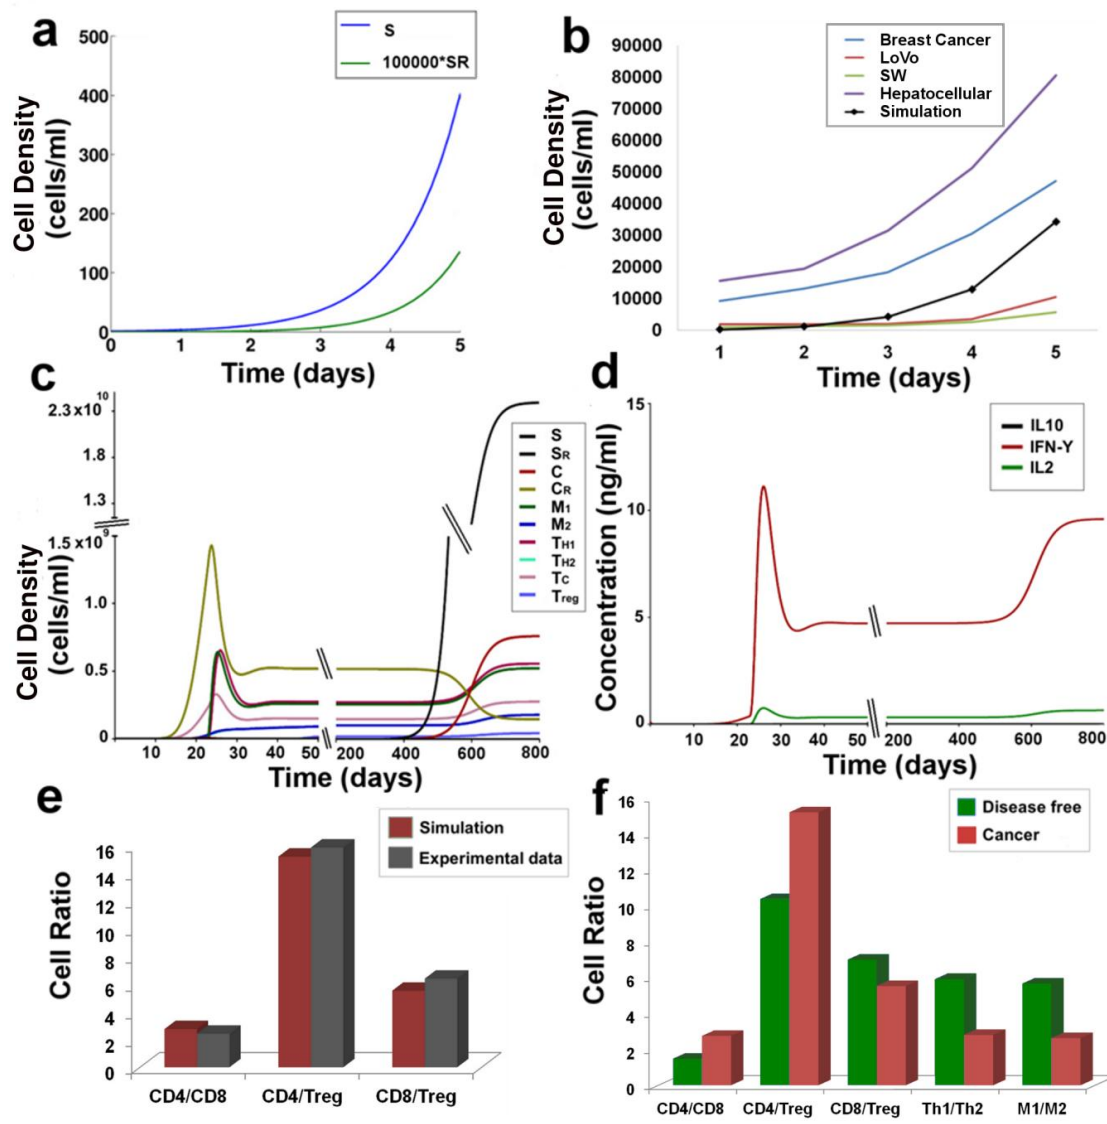 a
500
400
300
200
100
0
Cell Density
(cells/ml)
S
100000*SR
0 1 2 3 4 5
Time (days)
b
90000
80000
70000
60000
50000
40000
30000
20000
10000
0
Cell Density
(cells/ml)
Breast Cancer
LoVo
SW
Hepatocellular
Simulation
1 2 3 4 5
Time (days)
c
2.3 x 10^10
1.8
1.3
1.5 x 10^9
1.0
0.5
0
Cell Density
(cells/ml)
S
SR
C
CR
M1
M2
TH1
TH2
TC
Treg
10 20 30 40 50 200 400 600 800
Time (days)
d
15
10
5
0
Concentration (ng/ml)
IL10
IFN-Y
IL2
10 20 30 40 50 200 400 600 800
Time (days)
e
16
14
12
10
8
6
4
2
0
Cell Ratio
Simulation
Experimental data
CD4/CD8 CD4/Treg CD8/Treg
f
16
14
12
10
8
6
4
2
0
Cell Ratio
Disease free
Cancer
CD4/CD8 CD4/Treg CD8/Treg Th1/Th2 M1/M2